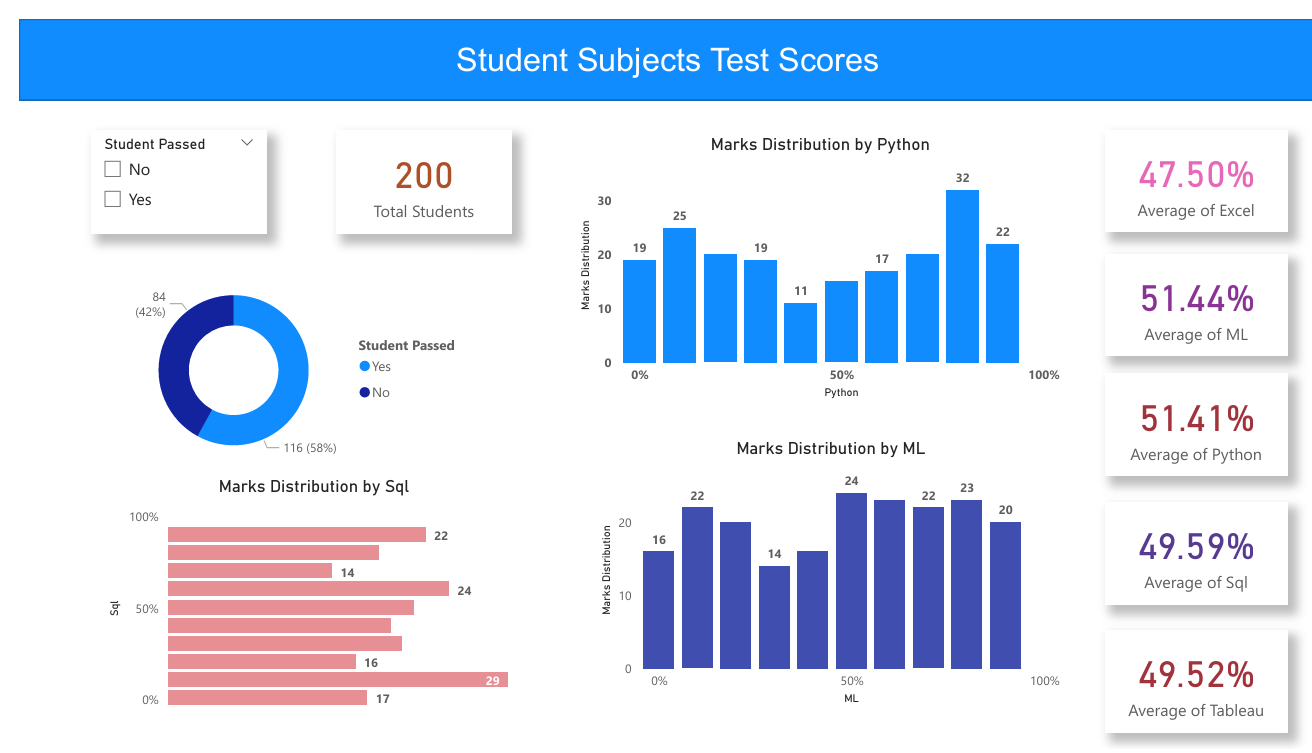 Student Subjects Test Scores
Student Passed
No
Yes
200
Total Students
84
(42%)
116 (58%)
Student Passed
Yes
No
Marks Distribution by Sql
100%
50%
0%
Sql
22
14
24
16
29
17
Marks Distribution by Python
Marks Distribution
30
20
10
0
19
25
19
11
17
32
22
0%
50%
100%
Python
Marks Distribution by ML
Marks Distribution
20
10
0
16
22
14
24
22
23
20
0%
50%
100%
ML
47.50%
Average of Excel
51.44%
Average of ML
51.41%
Average of Python
49.59%
Average of Sql
49.52%
Average of Tableau